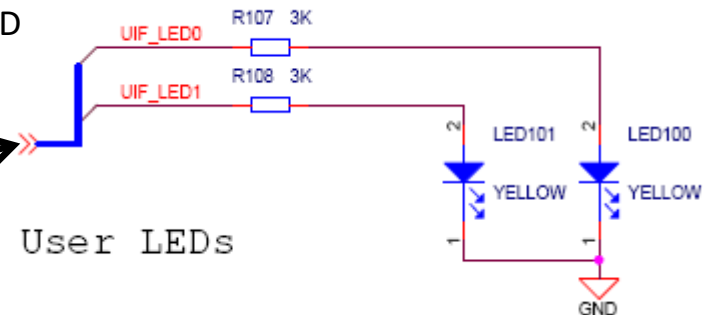 D
R107 3K
UIF_LED0
R108 3K
UIF_LED1
2
2
LED101
LED100
YELLOW
YELLOW
1
1
User LEDs
GND